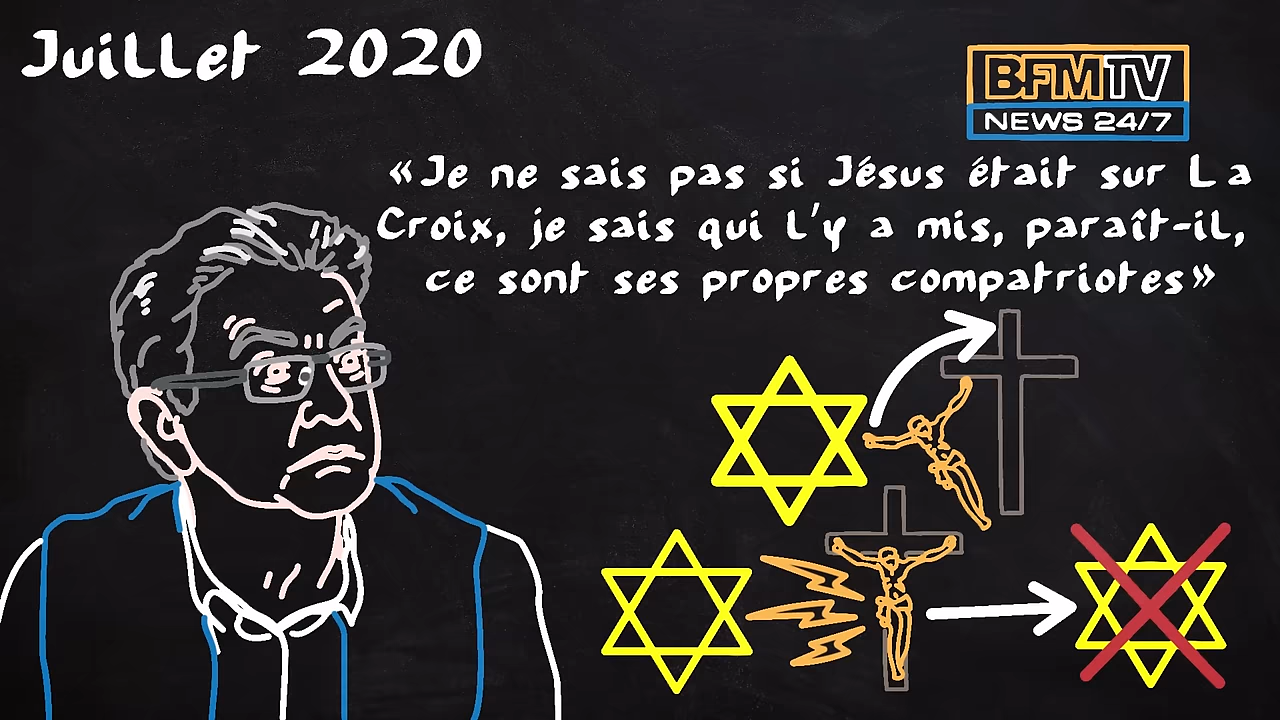 Juillet 2020
BFMTV
NEWS 24/7
«Je ne sais pas si Jésus était sur la
Croix, je sais qui l'y a mis, paraît-il,
ce sont ses propres compatriotes»